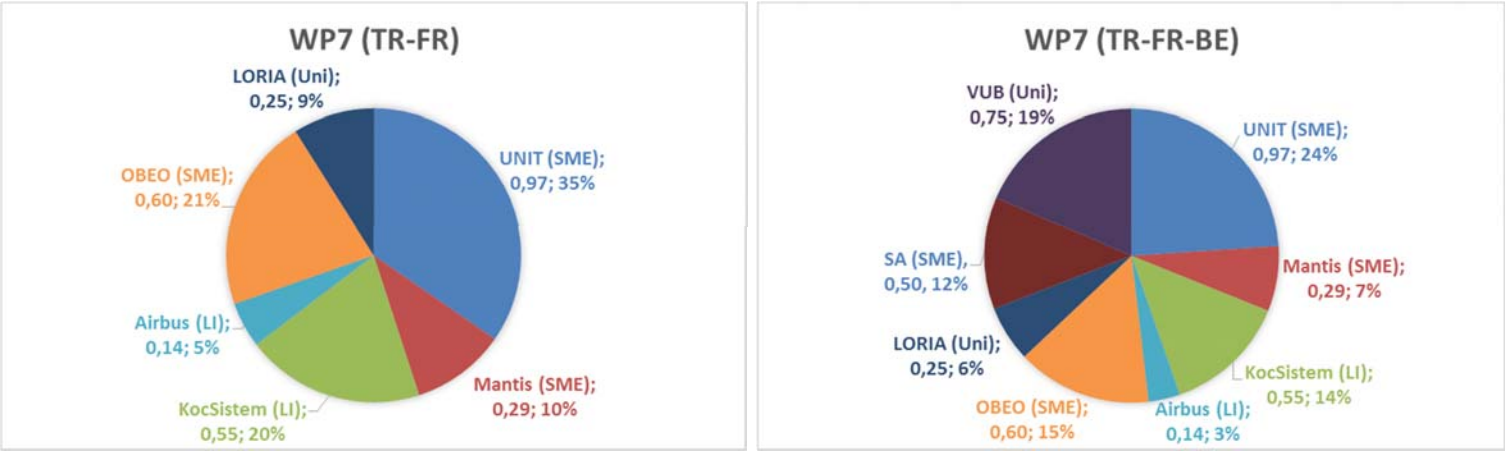 WP7 (TR-FR)
LORIA (Uni);
0,25; 9%
UNIT (SME);
0,97; 35%
OBEO (SME);
0,60; 21%
Airbus (LI);
0,14; 5%
Mantis (SME);
0,29; 10%
KocSistem (LI);
0,55; 20%
WP7 (TR-FR-BE)
VUB (Uni);
0,75; 19%
UNIT (SME);
0,97; 24%
SA (SME),
0,50, 12%
Mantis (SME);
0,29; 7%
LORIA (Uni);
0,25; 6%
KocSistem (LI);
0,55; 14%
OBEO (SME);
0,60; 15%
Airbus (LI);
0,14; 3%